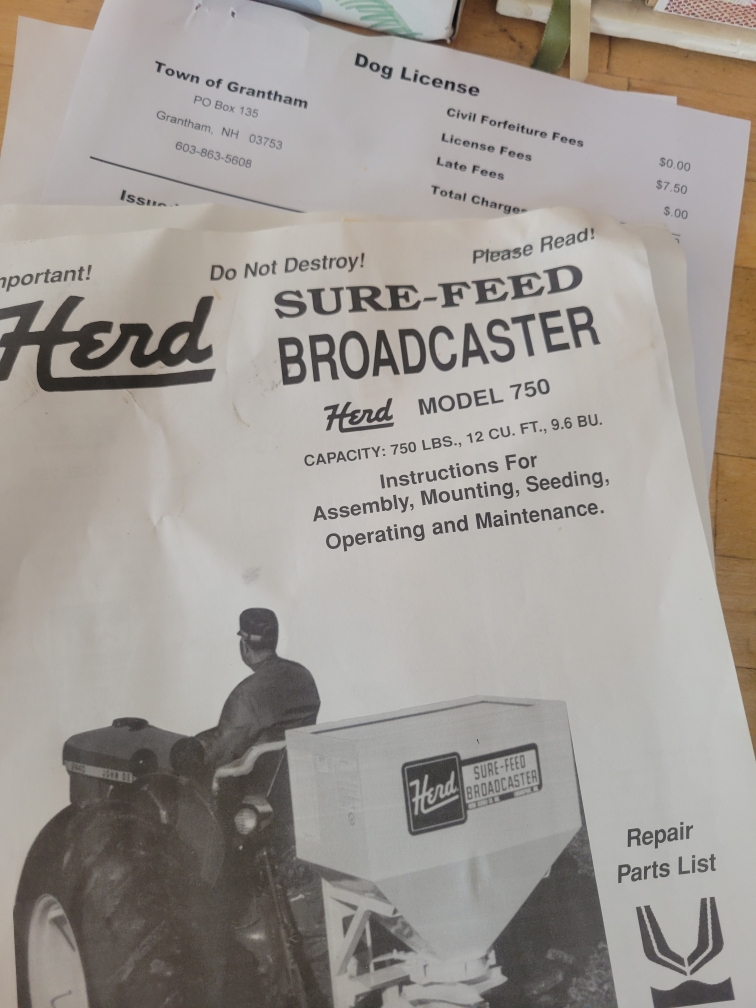 Dog License
Town of Grantham
PO Box 135
Grantham, NH 03753
603-863-5608
Civil Forfeiture Fees $0.00
License Fees $7.50
Late Fees $.00
Total Charges
mportant! Do Not Destroy! Please Read!
Herd SURE-FEED
BROADCASTER
Herd MODEL 750
CAPACITY: 750 LBS., 12 CU. FT., 9.6 BU.
Instructions For
Assembly, Mounting, Seeding,
Operating and Maintenance.
JOHN DE
Herd SURE-FEED
BROADCASTER
Repair
Parts List